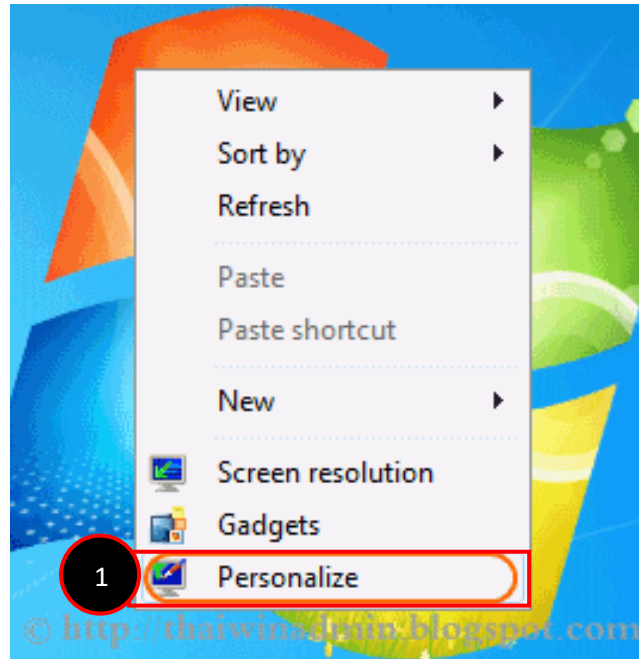 View
Sort by
Refresh
Paste
Paste shortcut
New
Screen resolution
Gadgets
1 Personalize
© http://thaiwinadmin.blogspot.com